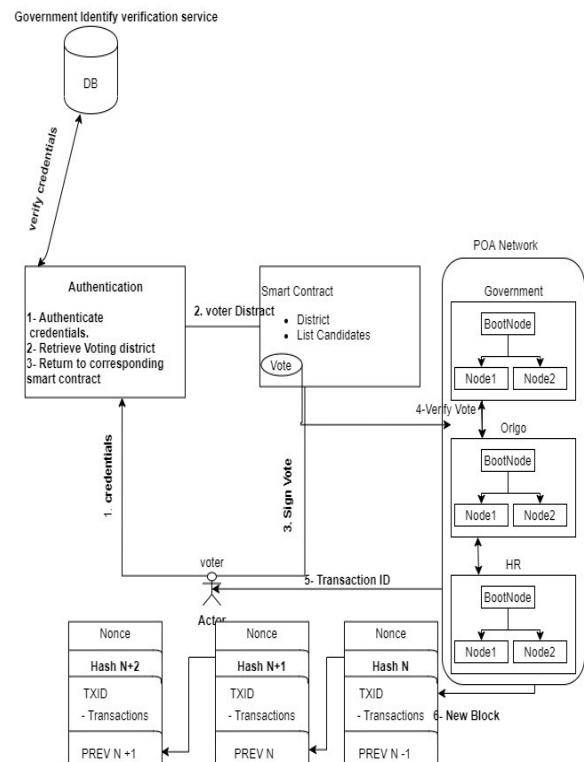 Government Identify verification service
DB
verify credentials
POA Network
Authentication
1- Authenticate
credentials.
2- Retrieve Voting district
3- Return to corresponding
smart contract
2. voter Distract
Smart Contract
• District
• List Candidates
Vote
Government
BootNode
Node1
Node2
4-Verify Vote
Origo
BootNode
Node1
Node2
1. credentials
3. Sign Vote
HR
BootNode
Node1
Node2
voter
5- Transaction ID
Actor
Nonce
Nonce
Nonce
Hash N+2
Hash N+1
Hash N
TXID
TXID
TXID
- Transactions
- Transactions
- Transactions
6- New Block
PREV N +1
PREV N
PREV N -1